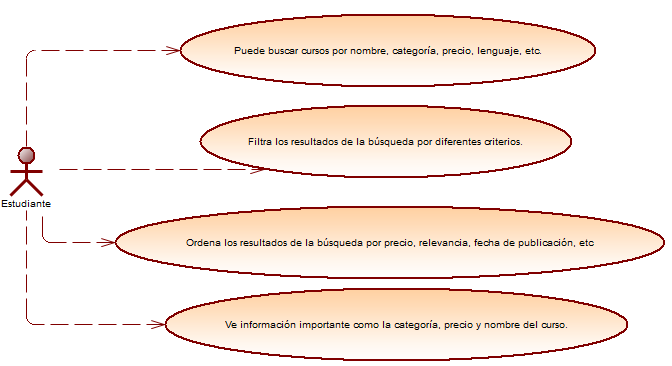 Puede buscar cursos por nombre, categoría, precio, lenguaje, etc.
Filtra los resultados de la búsqueda por diferentes criterios.
Estudiante
Ordena los resultados de la búsqueda por precio, relevancia, fecha de publicación, etc
Ve información importante como la categoría, precio y nombre del curso.